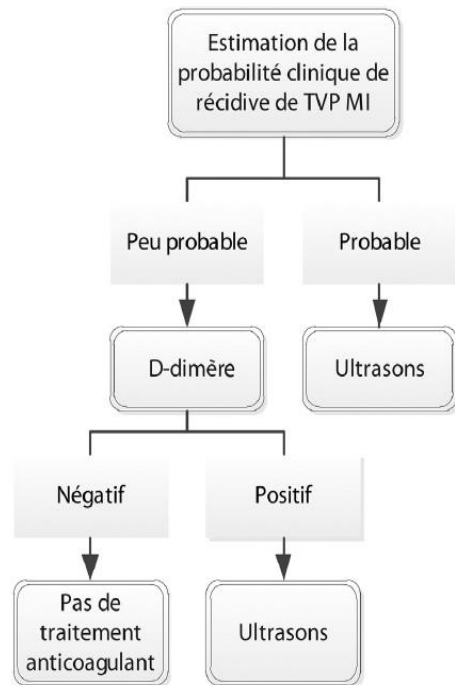 Estimation de la
probabilité clinique de
récidive de TVP MI
Peu probable
Probable
D-dimère
Ultrasons
Négatif
Positif
Pas de
traitement
anticoagulant
Ultrasons